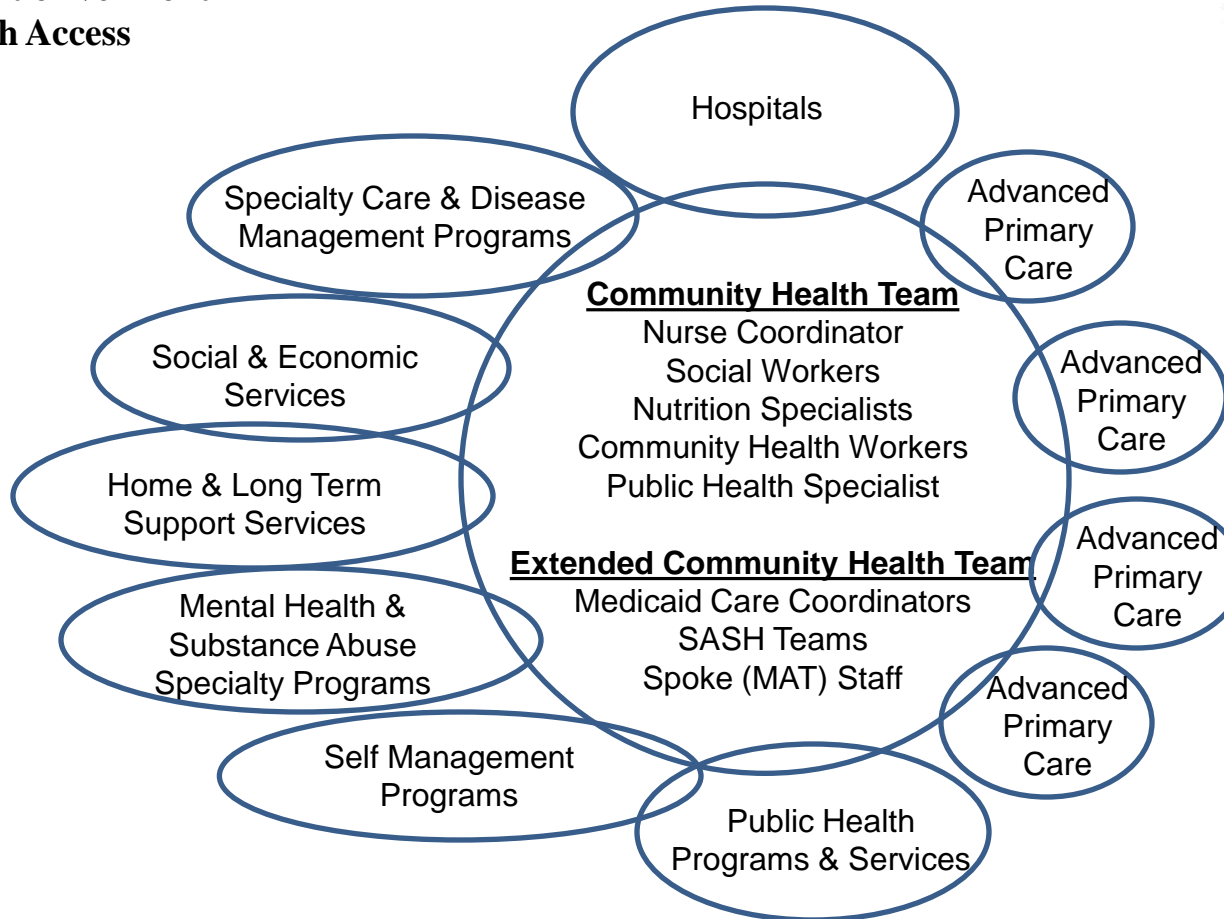 h Access
Hospitals
Specialty Care & Disease
Management Programs
Advanced
Primary
Care
Community Health Team
Nurse Coordinator
Social Workers
Nutrition Specialists
Community Health Workers
Public Health Specialist
Social & Economic
Services
Advanced
Primary
Care
Home & Long Term
Support Services
Extended Community Health Team
Medicaid Care Coordinators
SASH Teams
Spoke (MAT) Staff
Advanced
Primary
Care
Mental Health &
Substance Abuse
Specialty Programs
Advanced
Primary
Care
Self Management
Programs
Public Health
Programs & Services